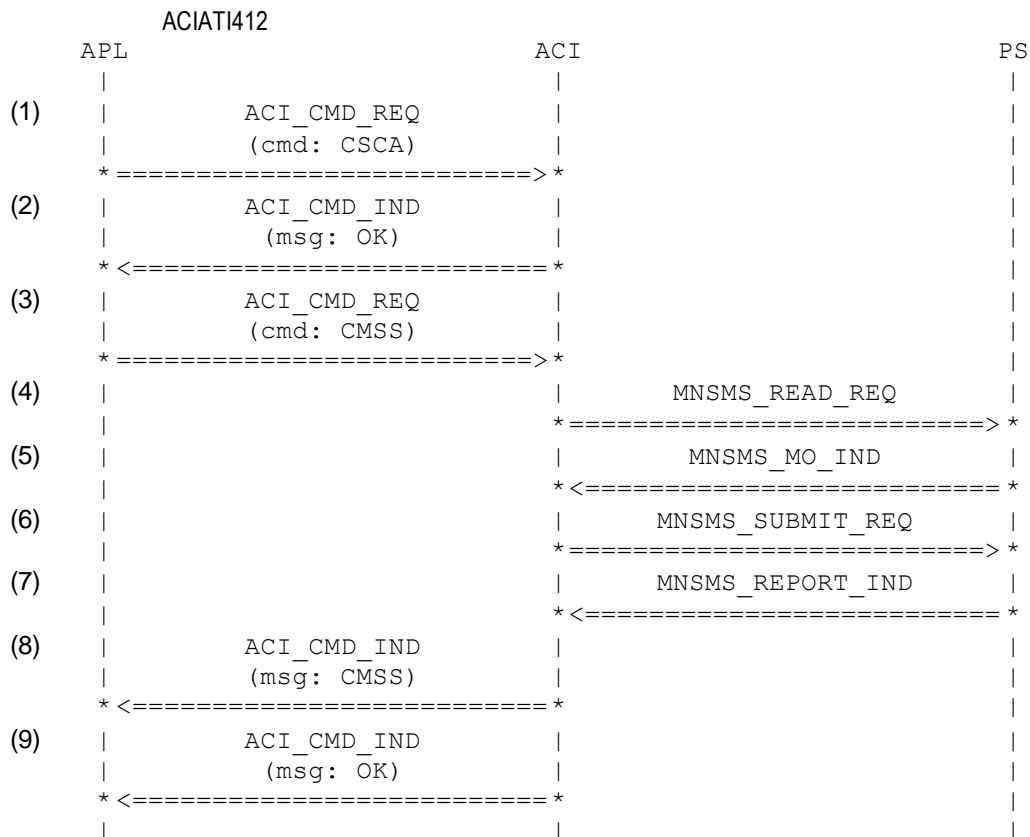 ACIATI412
APL ACI PS
| | |
(1) | ACI_CMD_REQ | |
| (cmd: CSCA) | |
*==========================>* |
(2) | ACI_CMD_IND | |
| (msg: OK) | |
*<==========================* |
(3) | ACI_CMD_REQ | |
| (cmd: CMSS) | |
*==========================>* |
(4) | | MNSMS_READ_REQ |
| *==========================>*
(5) | | MNSMS_MO_IND |
| *<==========================*
(6) | | MNSMS_SUBMIT_REQ |
| *==========================>*
(7) | | MNSMS_REPORT_IND |
| *<==========================*
(8) | ACI_CMD_IND | |
| (msg: CMSS) | |
*<==========================* |
(9) | ACI_CMD_IND | |
| (msg: OK) | |
*<==========================* |
| | |